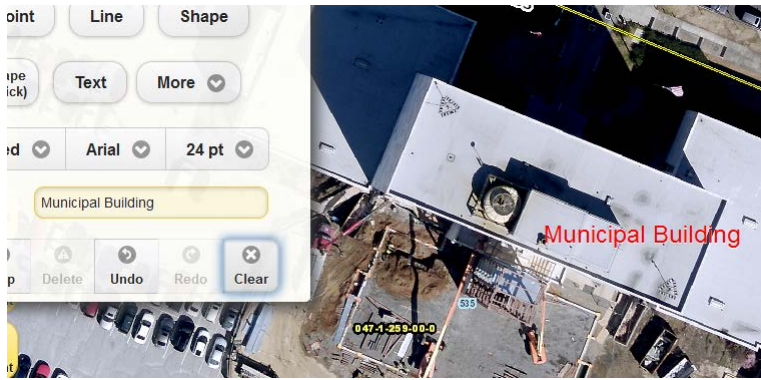 oint
Line
Shape
ape
ick)
Text
More
ed
Arial
24 pt
Municipal Building
p
Delete
Undo
Redo
Clear
Municipal Building
535
047-1-259-00-0